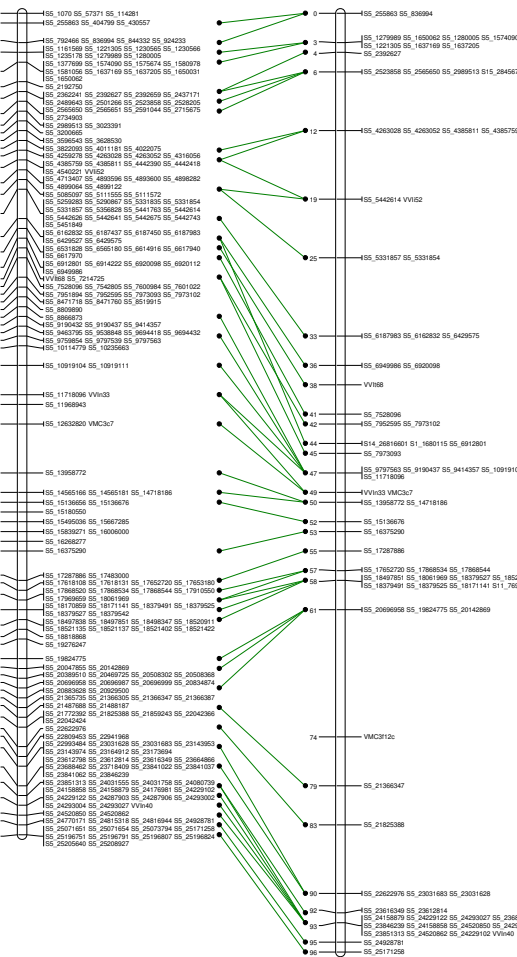 S5_1070 S5_57371 S5_114281
S5_255863 S5_404799 S5_430557
S5_792466 S5_836994 S5_844332 S5_924233
S5_1161569 S5_1221305 S5_1230565 S5_1230566
S5_1235178 S5_1279989 S5_1280005
S5_1377699 S5_1574090 S5_1575674 S5_1580978
S5_1581056 S5_1637169 S5_1637205 S5_1650031
S5_1650062
S5_2192750
S5_2362241 S5_2392627 S5_2392659 S5_2437171
S5_2489643 S5_2501266 S5_2523858 S5_2528205
S5_2565650 S5_2565651 S5_2591044 S5_2715675
S5_2734903
S5_2989513 S5_3023391
S5_3200665
S5_3596543 S5_3628530
S5_3822093 S5_4011181 S5_4022075
S5_4259278 S5_4263028 S5_4263052 S5_4316056
S5_4385759 S5_4385811 S5_4442390 S5_4442418
S5_4540221 VVIi52
S5_4713407 S5_4893596 S5_4893600 S5_4898282
S5_4899064 S5_4899122
S5_5085097 S5_5111555 S5_5111572
S5_5259283 S5_5290867 S5_5331835 S5_5331854
S5_5331857 S5_5356828 S5_5441763 S5_5442614
S5_5442626 S5_5442641 S5_5442675 S5_5442743
S5_5451849
S5_6162832 S5_6187437 S5_6187450 S5_6187983
S5_6429527 S5_6429575
S5_6531828 S5_6565180 S5_6614916 S5_6617940
S5_6617970
S5_6912801 S5_6914222 S5_6920098 S5_6920112
S5_6949986
VVIt68 S5_7214725
S5_7528096 S5_7542805 S5_7600984 S5_7601022
S5_7951894 S5_7952595 S5_7973093 S5_7973102
S5_8471718 S5_8471760 S5_8519915
S5_8809890
S5_8866873
S5_9190432 S5_9190437 S5_9414357
S5_9463795 S5_9538848 S5_9694418 S5_9694432
S5_9759854 S5_9797539 S5_9797563
S5_10114779 S5_10235663
S5_10919104 S5_10919111
S5_11718096 VVIn33
S5_11968943
S5_12632820 VMC3c7
S5_13958772
S5_14565166 S5_14565181 S5_14718186
S5_15136656 S5_15136676
S5_15180550
S5_15495036 S5_15667285
S5_15839271 S5_16006000
S5_16268277
S5_16375290
S5_17287886 S5_17483000
S5_17618108 S5_17618131 S5_17652720 S5_17653180
S5_17868520 S5_17868534 S5_17868544 S5_17910550
S5_17969659 S5_18061969
S5_18170859 S5_18171141 S5_18379491 S5_18379525
S5_18379527 S5_18379542
S5_18497838 S5_18497851 S5_18498347 S5_18520911
S5_18521135 S5_18521137 S5_18521402 S5_18521422
S5_18818868
S5_19276247
S5_19824775
S5_20047855 S5_20142869
S5_20389510 S5_20469725 S5_20508302 S5_20508368
S5_20696958 S5_20696987 S5_20696999 S5_20834874
S5_20883628 S5_20929500
S5_21365735 S5_21366305 S5_21366347 S5_21366387
S5_21487688 S5_21488187
S5_21772392 S5_21825388 S5_21859243 S5_22042366
S5_22042424
S5_22622976
S5_22809453 S5_22941968
S5_22993484 S5_23031628 S5_23031683 S5_23143953
S5_23143974 S5_23164912 S5_23173694
S5_23612798 S5_23612814 S5_23616349 S5_23664866
S5_23688462 S5_23718409 S5_23841022 S5_23841037
S5_23841062 S5_23846239
S5_23851313 S5_24031555 S5_24031758 S5_24080739
S5_24158858 S5_24158879 S5_24176981 S5_24229102
S5_24229122 S5_24287903 S5_24287906 S5_24293002
S5_24293004 S5_24293027 VVIn40
S5_24520850 S5_24520862
S5_24770171 S5_24815318 S5_24816944 S5_24928781
S5_25071651 S5_25071654 S5_25073794 S5_25171258
S5_25196751 S5_25196791 S5_25196807 S5_25196824
S5_25205640 S5_25208927
0 S5_255863 S5_836994
3 S5_1279989 S5_1650062 S5_1280005 S5_1574090
S5_1221305 S5_1637169 S5_1637205
4 S5_2392627
6 S5_2523858 S5_2565650 S5_2989513
12 S5_4263028 S5_4263052 S5_4385811 S5_4385759
19 S5_5442614 VVIi52
25 S5_5331857 S5_5331854
33 S5_6187983 S5_6162832 S5_6429575
36 S5_6949986 S5_6920098
38 VVIt68
41 S5_7528096
42 S5_7952595 S5_7973102
44 S14_26816601 S1_1680115 S5_6912801
45 S5_7973093
47 S5_9797563 S5_9190437 S5_9414357
S5_11718096
49 VVIn33 VMC3c7
50 S5_13958772 S5_14718186
52 S5_15136676
53 S5_16375290
55 S5_17287886
57 S5_17652720 S5_17868534 S5_17868544
58 S5_18497851 S5_18061969 S5_18379527
S5_18379491 S5_18379525 S5_18171141
61 S5_20696958 S5_19824775 S5_20142869
74 VMC3f12c
79 S5_21366347
83 S5_21825388
90 S5_22622976 S5_23031683 S5_23031628
92 S5_23616349 S5_23612814
93 S5_24158879 S5_24229122 S5_24293027
S5_23846239 S5_24158858 S5_24520850
S5_23851313 S5_24520862 S5_24229102 VVIn40
95 S5_24928781
96 S5_25171258